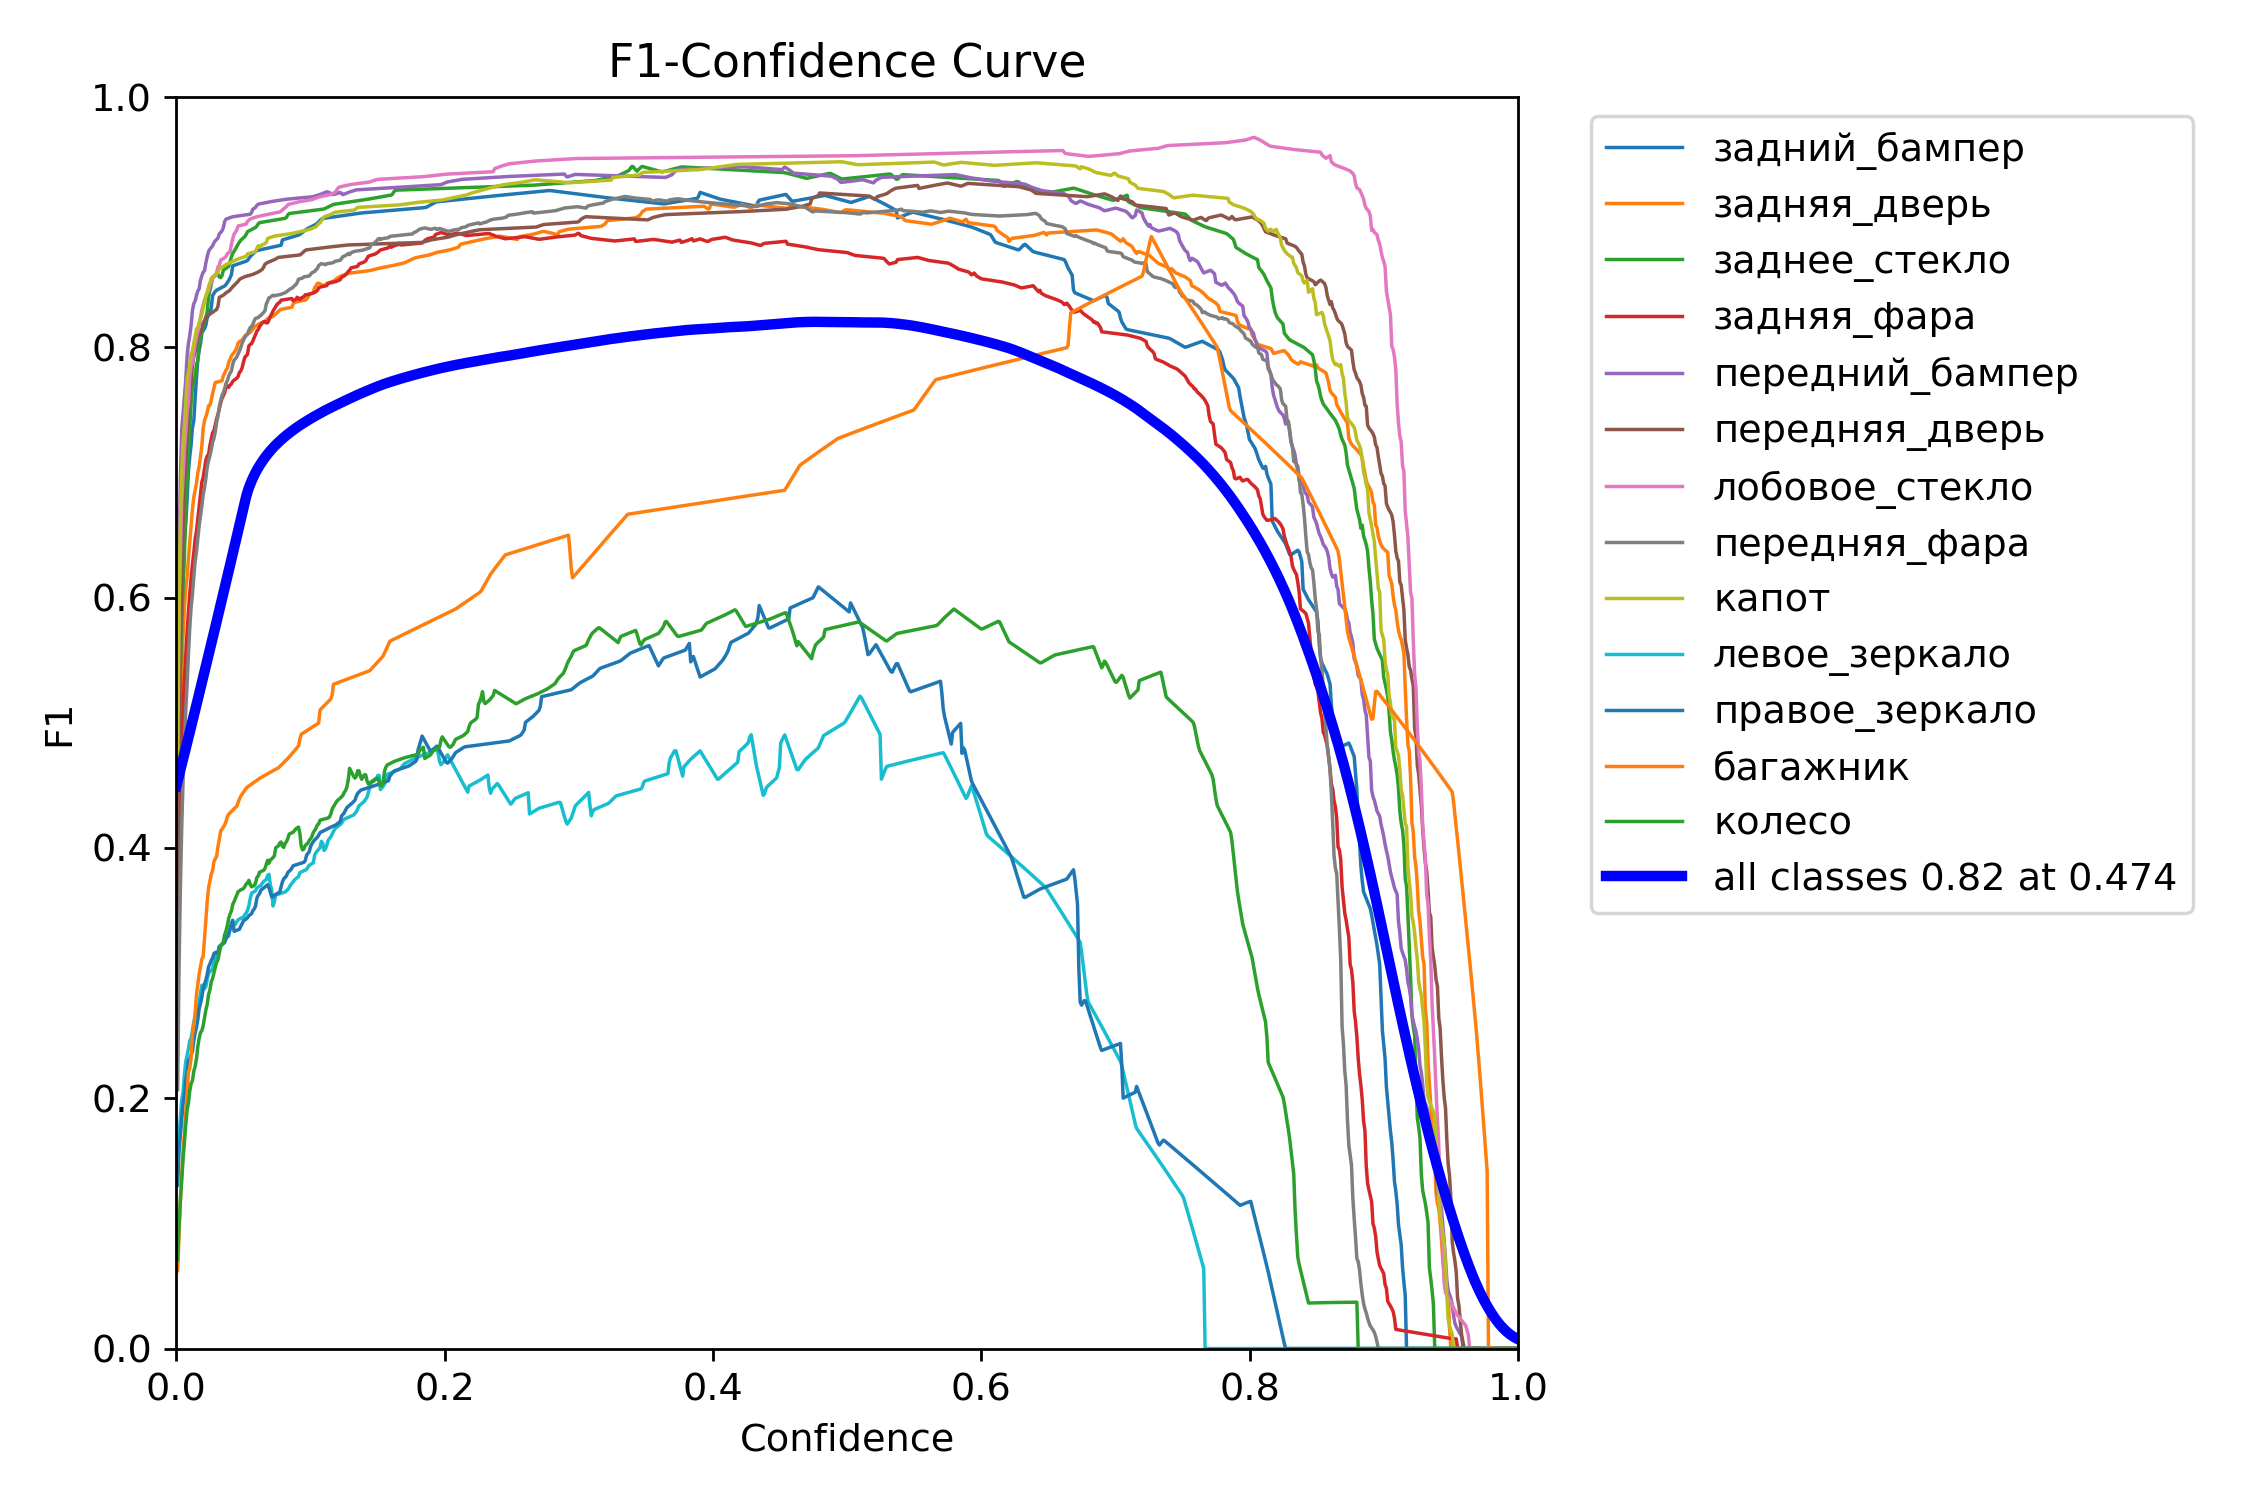 F1-Confidence Curve
1.0
0.8
0.6
0.4
0.2
0.0
F1
0.0 0.2 0.4 0.6 0.8 1.0
Confidence
задний_бампер
задняя_дверь
заднее_стекло
задняя_фара
передний_бампер
передняя_дверь
лобовое_стекло
передняя_фара
капот
левое_зеркало
правое_зеркало
багажник
колесо
all classes 0.82 at 0.474